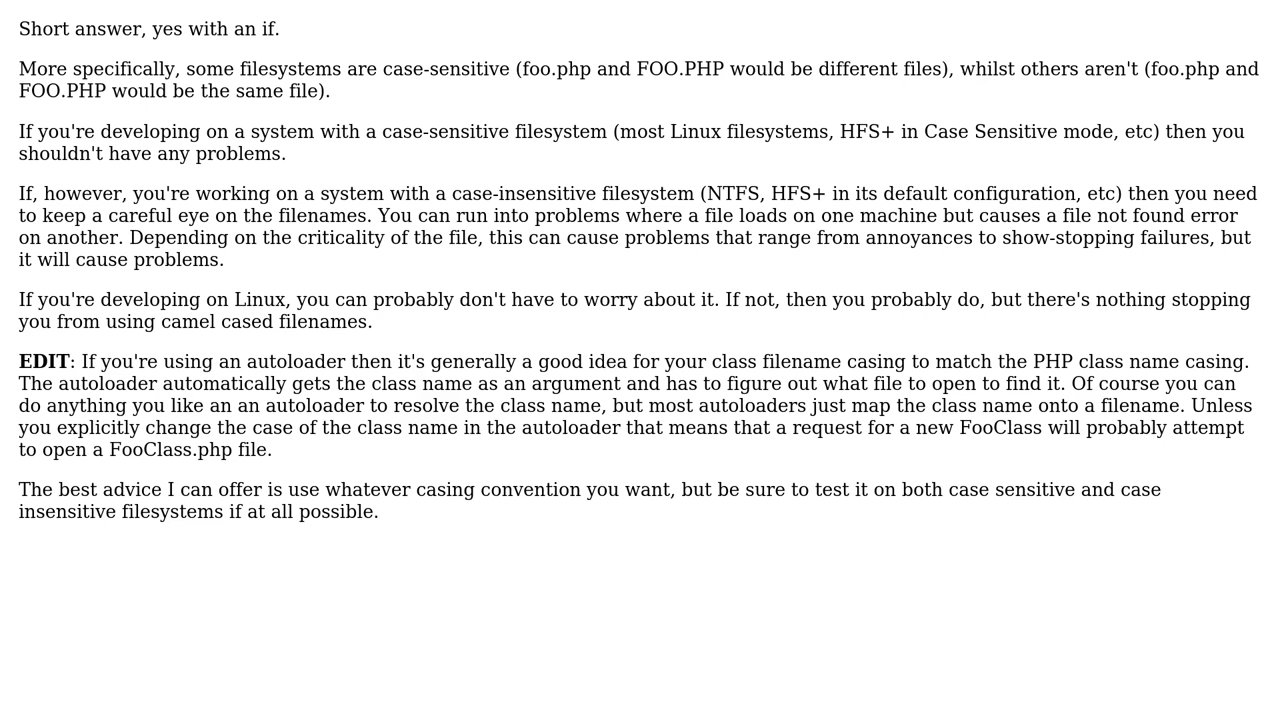 Short answer, yes with an if.
More specifically, some filesystems are case-sensitive (foo.php and FOO.PHP would be different files), whilst others aren't (foo.php and
FOO.PHP would be the same file).
If you're developing on a system with a case-sensitive filesystem (most Linux filesystems, HFS+ in Case Sensitive mode, etc) then you
shouldn't have any problems.
If, however, you're working on a system with a case-insensitive filesystem (NTFS, HFS+ in its default configuration, etc) then you need
to keep a careful eye on the filenames. You can run into problems where a file loads on one machine but causes a file not found error
on another. Depending on the criticality of the file, this can cause problems that range from annoyances to show-stopping failures, but
it will cause problems.
If you're developing on Linux, you can probably don't have to worry about it. If not, then you probably do, but there's nothing stopping
you from using camel cased filenames.
EDIT: If you're using an autoloader then it's generally a good idea for your class filename casing to match the PHP class name casing.
The autoloader automatically gets the class name as an argument and has to figure out what file to open to find it. Of course you can
do anything you like an an autoloader to resolve the class name, but most autoloaders just map the class name onto a filename. Unless
you explicitly change the case of the class name in the autoloader that means that a request for a new FooClass will probably attempt
to open a FooClass.php file.
The best advice I can offer is use whatever casing convention you want, but be sure to test it on both case sensitive and case
insensitive filesystems if at all possible.